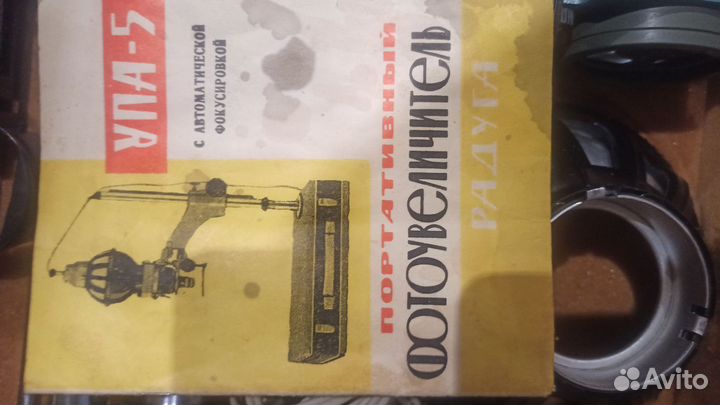 УПА-5
С АВТОМАТИЧЕСКОЙ
ФОКУСИРОВКОЙ
ПОРТАТИВНЫЙ
ФОТОУВЕЛИЧИТЕЛЬ
РАДУГА
Avito